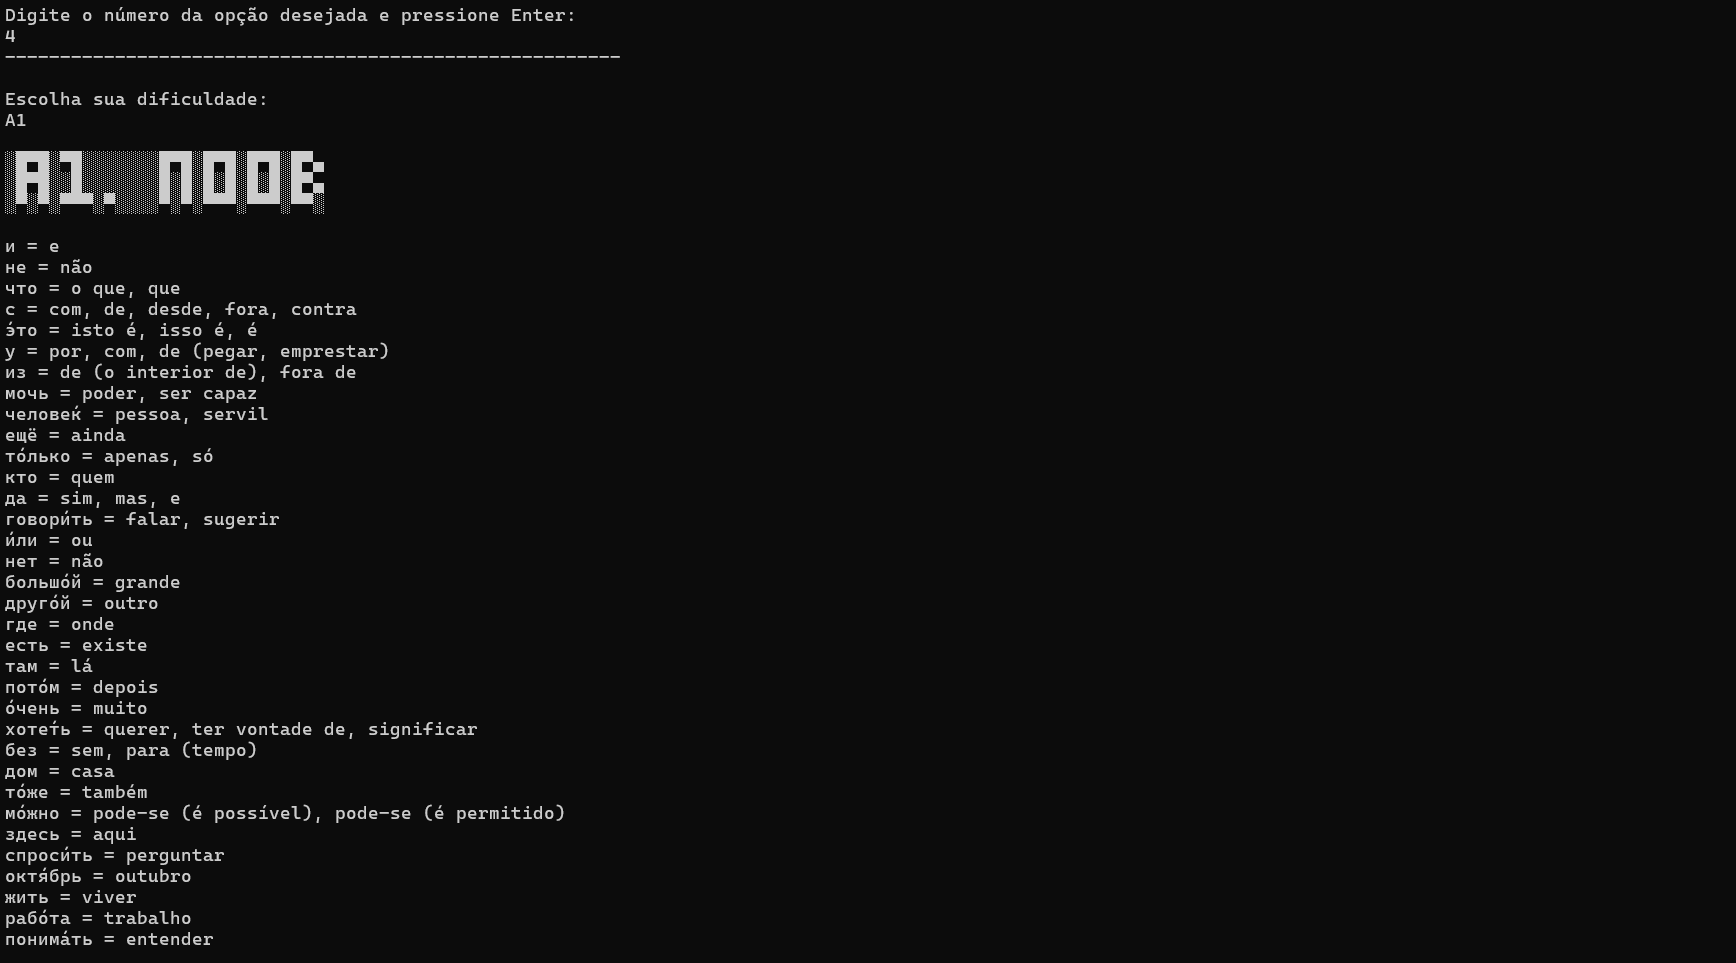 Digite o número da opção desejada e pressione Enter:
4
--------------------------------------------------------
Escolha sua dificuldade:
A1
A1. NOOB
и = e
не = não
что = o que, que
с = com, de, desde, fora, contra
э́то = isto é, isso é, é
у = por, com, de (pegar, emprestar)
из = de (o interior de), fora de
мочь = poder, ser capaz
человеќ = pessoa, servil
ещё = ainda
то́лько = apenas, só
кто = quem
да = sim, mas, e
говори́ть = falar, sugerir
и́ли = ou
нет = não
большо́й = grande
друго́й = outro
где = onde
есть = existe
там = lá
пото́м = depois
о́чень = muito
хотет́ь = querer, ter vontade de, significar
без = sem, para (tempo)
дом = casa
то́же = também
мо́жно = pode-se (é possível), pode-se (é permitido)
здесь = aqui
спроси́ть = perguntar
октя́брь = outubro
жить = viver
рабо́та = trabalho
понима́ть = entender